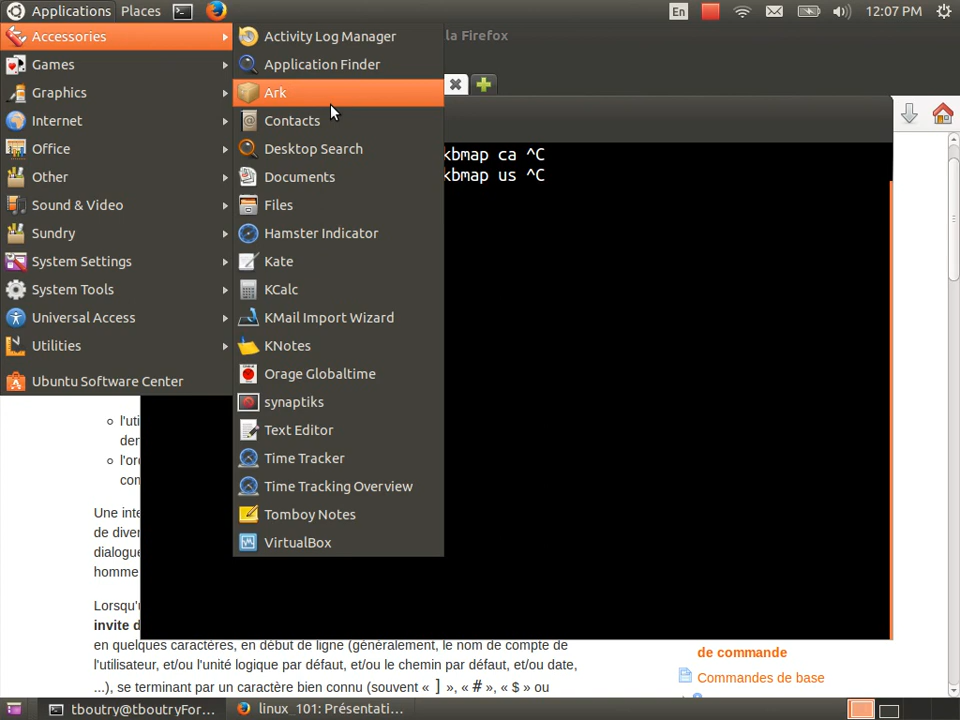 Applications Places En 12:07 PM
la Firefox
Accessories
Games
Graphics
Internet
Office
Other
Sound & Video
Sundry
System Settings
System Tools
Universal Access
Utilities
Ubuntu Software Center
Activity Log Manager
Application Finder
Ark
Contacts
Desktop Search
Documents
Files
Hamster Indicator
Kate
KCalc
KMail Import Wizard
KNotes
Orage Globaltime
synaptiks
Text Editor
Time Tracker
Time Tracking Overview
Tomboy Notes
VirtualBox
kbmap ca ^C
kbmap us ^C
l'uti
der
l'or
con
Une inte
de diver
dialogue
homme
Lorsqu'
invite d
en quelques caractères, en début de ligne (généralement, le nom de compte de
l'utilisateur, et/ou l'unité logique par défaut, et/ou le chemin par défaut, et/ou date,
...), se terminant par un caractère bien connu (souvent « ] », « # », « $ » ou
de commande
Commandes de base
tboutry@tboutryFor... linux_101: Présentati...